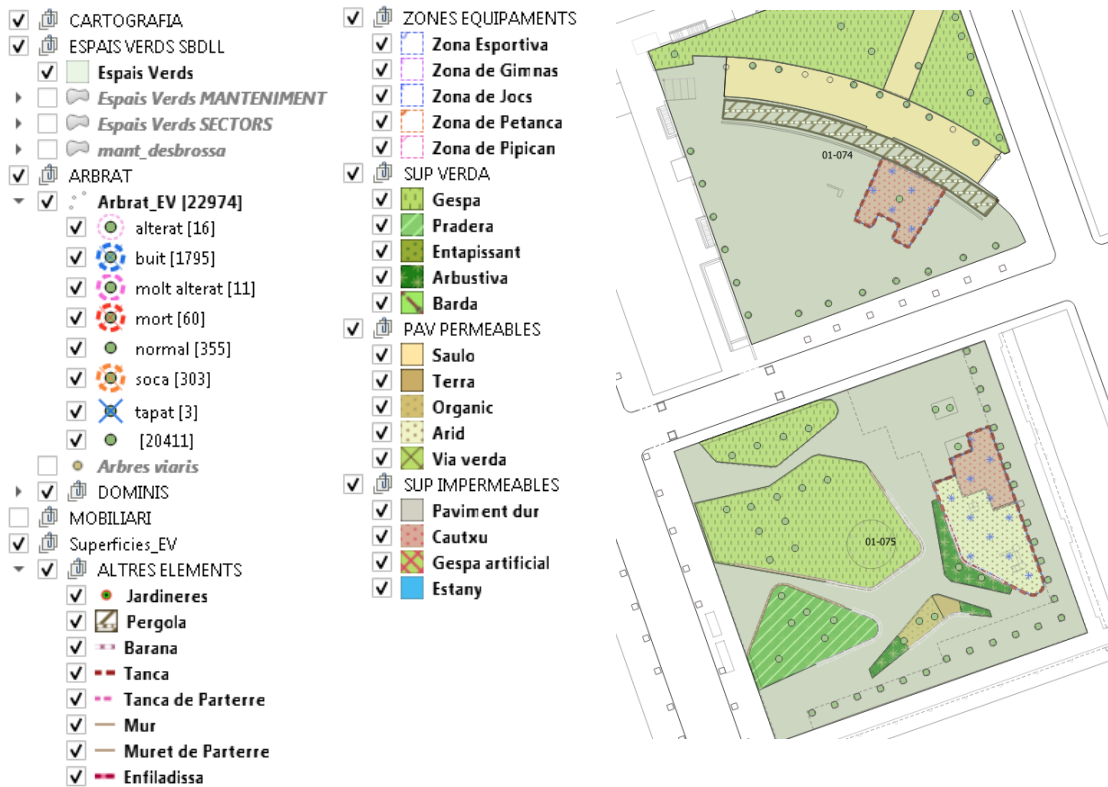 CARTOGRAFIA
ESPAIS VERDS SBDLL
Espais Verds
Espais Verds MANTENIMENT
Espais Verds SECTORS
mant_desbrossa
ARBRAT
Arbrat_EV [22974]
alterat [16]
buit [1795]
molt alterat [11]
mort [60]
normal [355]
soca [303]
tapat [3]
[20411]
Arbres viaris
DOMINIS
MOBILIARI
Superficies_EV
ALTRES ELEMENTS
Jardineres
Pergola
Barana
Tanca
Tanca de Parterre
Mur
Muret de Parterre
Enfiladissa
ZONES EQUIPAMENTS
Zona Esportiva
Zona de Gimnas
Zona de Jocs
Zona de Petanca
Zona de Pipican
SUP VERDA
Gespa
Pradera
Entapissant
Arbustiva
Barda
PAV PERMEABLES
Saulo
Terra
Organic
Arid
Via verda
SUP IMPERMEABLES
Paviment dur
Cautxu
Gespa artificial
Estany
01-074
01-075